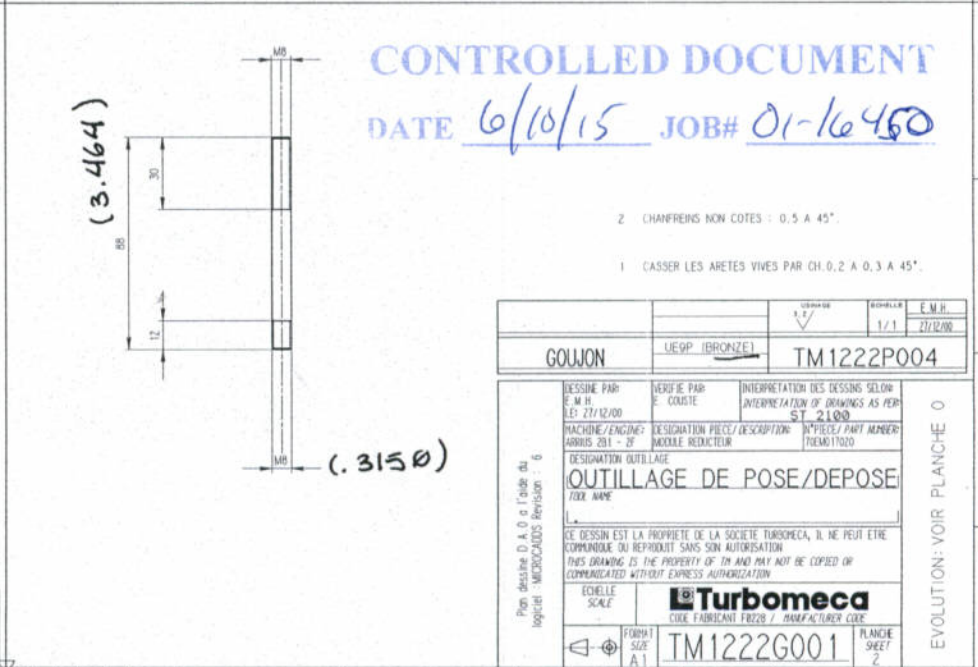 CONTROLLED DOCUMENT
DATE 6/10/15 JOB# 01-16450
M8
(3.464)
88
30
12
M8
(.3150)
2 CHANFREINS NON COTES : 0.5 A 45°.
1 CASSER LES ARETES VIVES PAR CH.0,2 A 0,3 A 45°.
USINAGE
3,2
ECHELLE
1/1
E.M.H.
27/12/00
GOUJON
UE9P (BRONZE)
TM1222P004
DESSINE PAR:
E.M.H.
LE: 27/12/00
VERIFIE PAR:
E. COUSTE
INTERPRETATION DES DESSINS SELON:
INTERPRETATION OF DRAWINGS AS PER:
ST 2100
MACHINE/ENGINE:
ARRIUS 2B1 - 2F
DESIGNATION PIECE/DESCRIPTION:
MODULE REDUCTEUR
N°PIECE/PART NUMBER
70EM017020
DESIGNATION OUTILLAGE
OUTILLAGE DE POSE/DEPOSE
TOOL NAME
CE DESSIN EST LA PROPRIETE DE LA SOCIETE TURBOMECA, IL NE PEUT ETRE
COMMUNIQUE OU REPRODUIT SANS SON AUTORISATION
THIS DRAWING IS THE PROPERTY OF TM AND MAY NOT BE COPIED OR
COMMUNICATED WITHOUT EXPRESS AUTHORIZATION
ECHELLE
SCALE
Turbomeca
CODE FABRICANT F0228 / MANUFACTURER CODE
FORMAT
SIZE
A1
TM1222G001
PLANCHE
SHEET
2
Plan dessine D.A.O a l'aide du
logiciel : MICROCADDS Revision : 6
EVOLUTION: VOIR PLANCHE 0